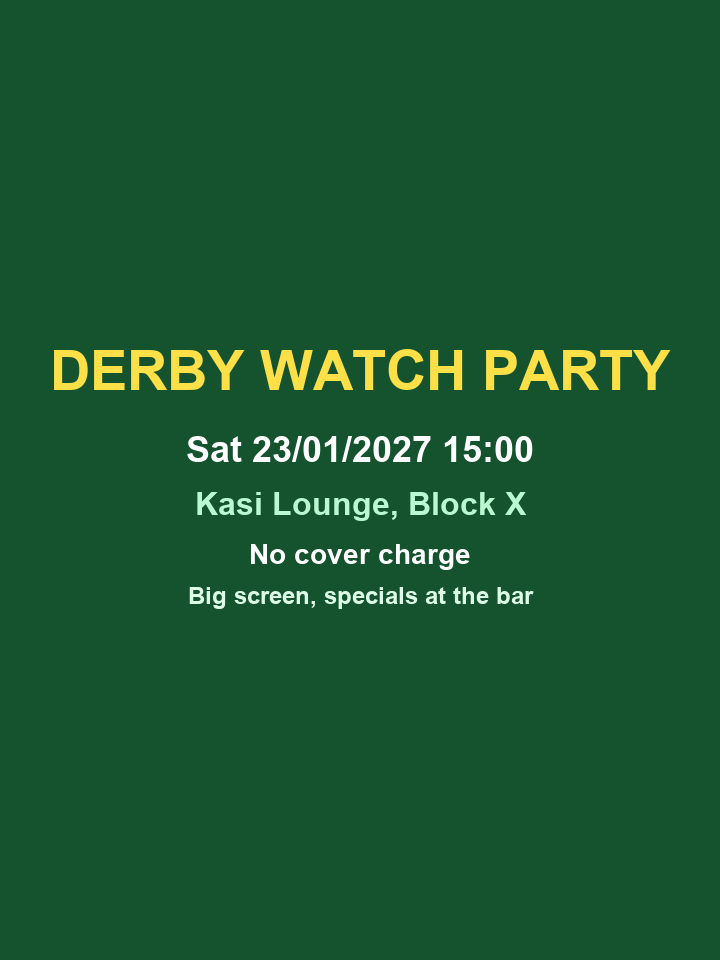 DERBY WATCH PARTY
Sat 23/01/2027 15:00
Kasi Lounge, Block X
No cover charge
Big screen, specials at the bar